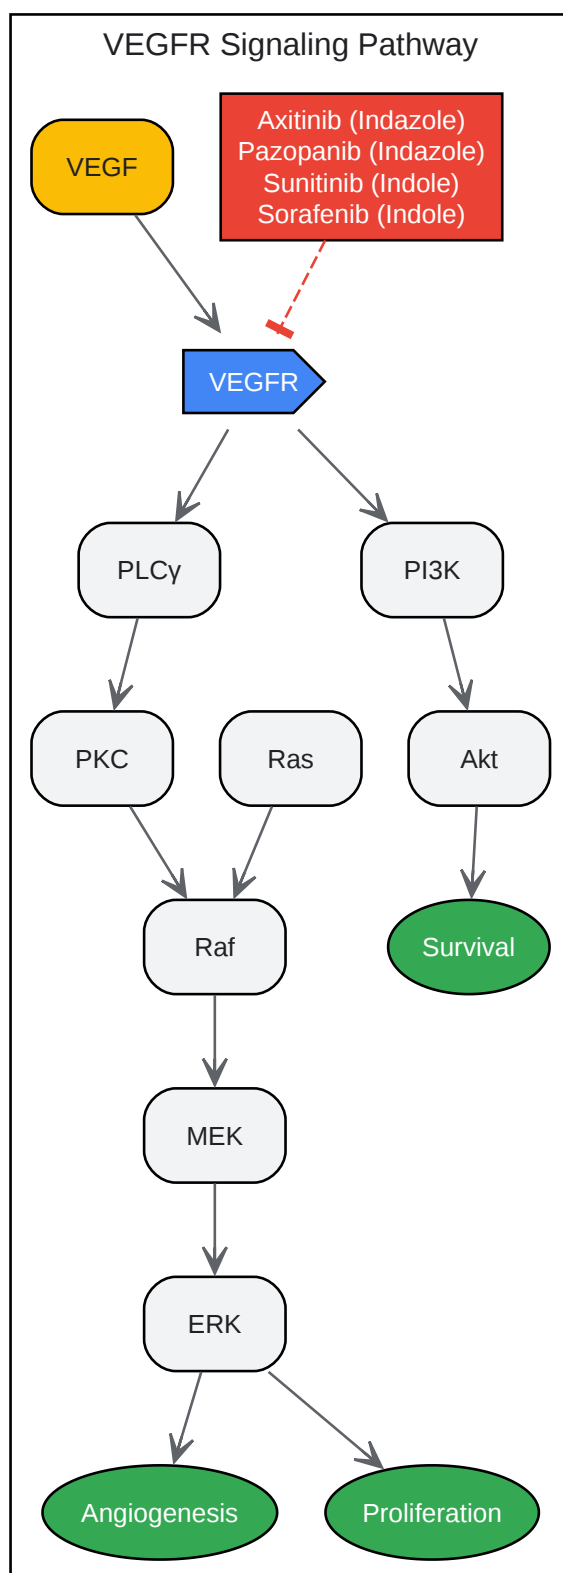 VEGFR Signaling Pathway
VEGF
Axitinib (Indazole)
Pazopanib (Indazole)
Sunitinib (Indole)
Sorafenib (Indole)
VEGFR
PLCγ
PI3K
PKC
Ras
Akt
Raf
Survival
MEK
ERK
Angiogenesis
Proliferation